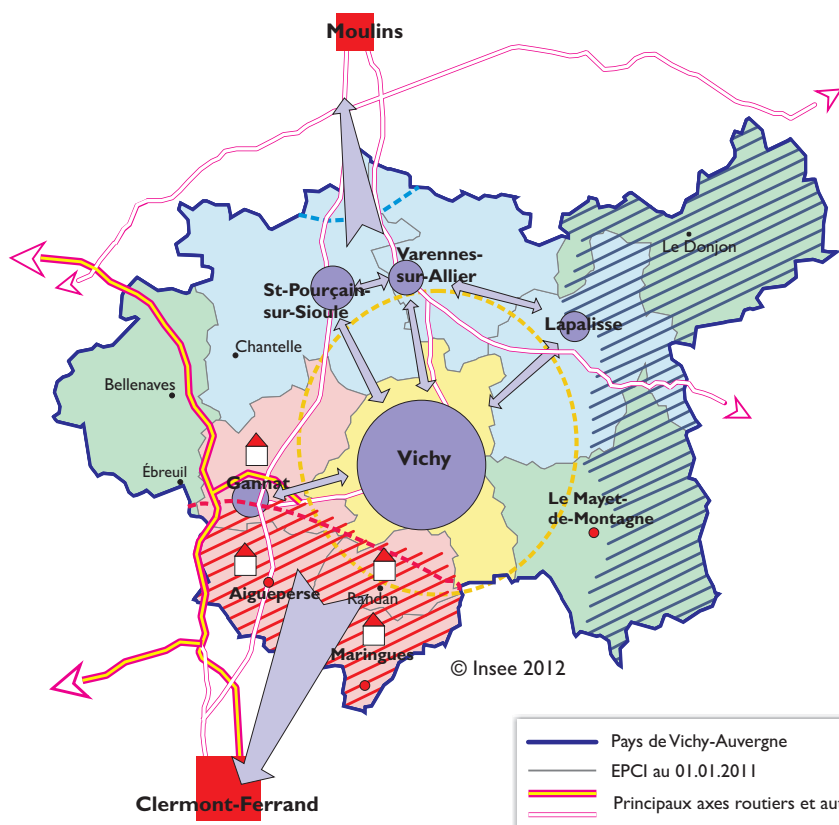 Moulins
Le Donjon
Varennes-
sur-Allier
St-Pourçain-
sur-Sioule
Lapalisse
Chantelle
Bellenaves
Vichy
Ébreuil
Gannat
Le Mayet-
de-Montagne
Aigueperse
Randan
Maringues
© Insee 2012
Clermont-Ferrand
Pays de Vichy-Auvergne
EPCI au 01.01.2011
Principaux axes routiers et au